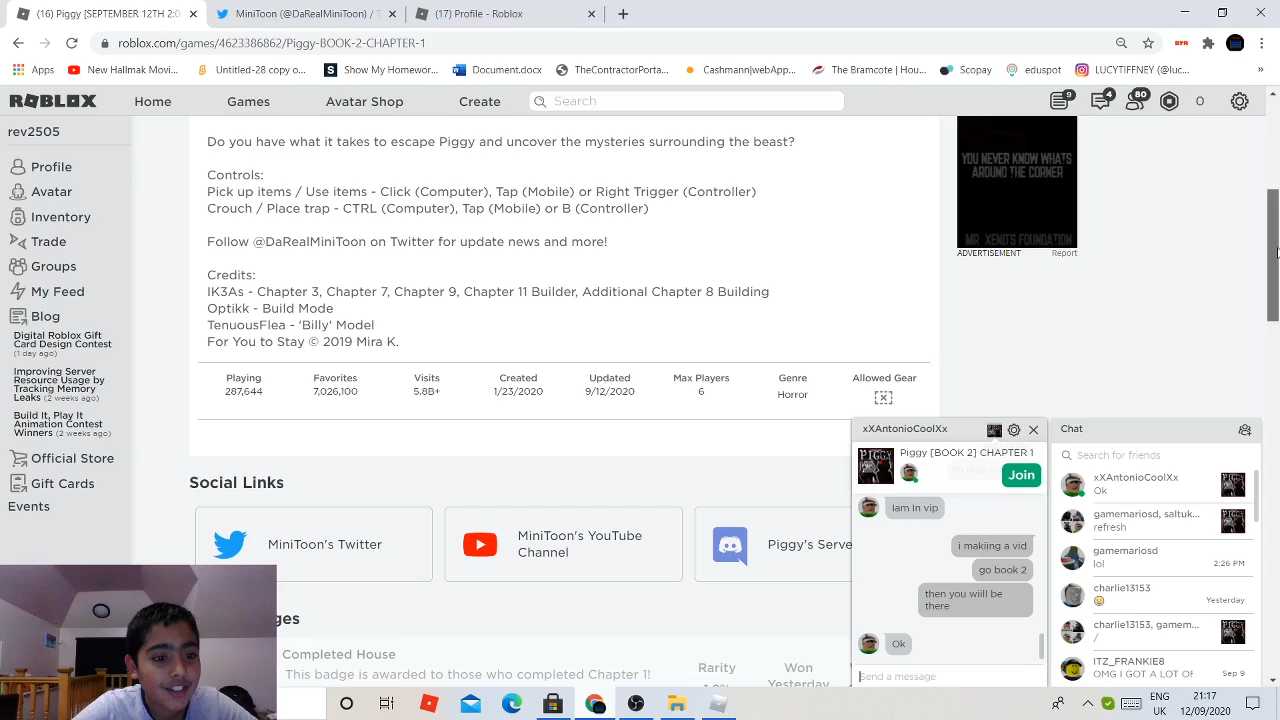 (16) Piggy [SEPTEMBER 12TH 2:0
MiniToon (@DaRealMiniToon) / T
(17) Piggy Profile - Roblox
roblox.com/games/4623386862/Piggy-BOOK-2-CHAPTER-1
Apps
New Hallmak Movi...
Untitled-28 copy o...
Show My Homewor...
Document.docx
TheContractorPorta...
Cashmann|webApp...
The Bramcote | Hou...
Scopay
eduspot
LUCYTIFFNEY (@luc...
»
ROBLOX
Home
Games
Avatar Shop
Create
Search
9
4
80
0
rev2505
Profile
Avatar
Inventory
Trade
Groups
My Feed
Blog
Digital Roblox Gift
Card Design Contest
(1 day ago)
Improving Server
Resource Usage by
Tracking Memory
Leaks (2 weeks ago)
Build It, Play It
Animation Contest
Winners (2 weeks ago)
Official Store
Gift Cards
Events
Do you have what it takes to escape Piggy and uncover the mysteries surrounding the beast?
Controls:
Pick up items / Use items - Click (Computer), Tap (Mobile) or Right Trigger (Controller)
Crouch / Place trap - CTRL (Computer), Tap (Mobile) or B (Controller)
Follow @DaRealMiniToon on Twitter for update news and more!
Credits:
IK3As - Chapter 3, Chapter 7, Chapter 9, Chapter 11 Builder, Additional Chapter 8 Building
Optikk - Build Mode
TenuousFlea - 'Billy' Model
For You to Stay © 2019 Mira K.
Playing Favorites Visits Created Updated Max Players Genre Allowed Gear
287,644 7,026,100 5.8B+ 1/23/2020 9/12/2020 6 Horror
YOU NEVER KNOW WHATS
AROUND THE CORNER
MR. XENO'S FOUNDATION
ADVERTISEMENT Report
Social Links
MiniToon's Twitter
MiniToon's YouTube
Channel
Piggy's Serve
ges
Completed House
This badge is awarded to those who completed Chapter 1!
Rarity
Won
Yesterday
xXAntonioCoolXx
Piggy [BOOK 2] CHAPTER 1
Join
Iam In vip
i makiing a vid
go book 2
then you wiill be
there
Ok
Send a message
Chat
Search for friends
xXAntonioCoolXx
Ok
gamemariosd, saltuk...
refresh
gamemariosd
lol
2:26 PM
charlie13153
Yesterday
charlie13153, gamem...
/
ITZ_FRANKIE8
OMG I GOT A LOT OF
Sep 9
ENG
UK
21:17
12/09/2020